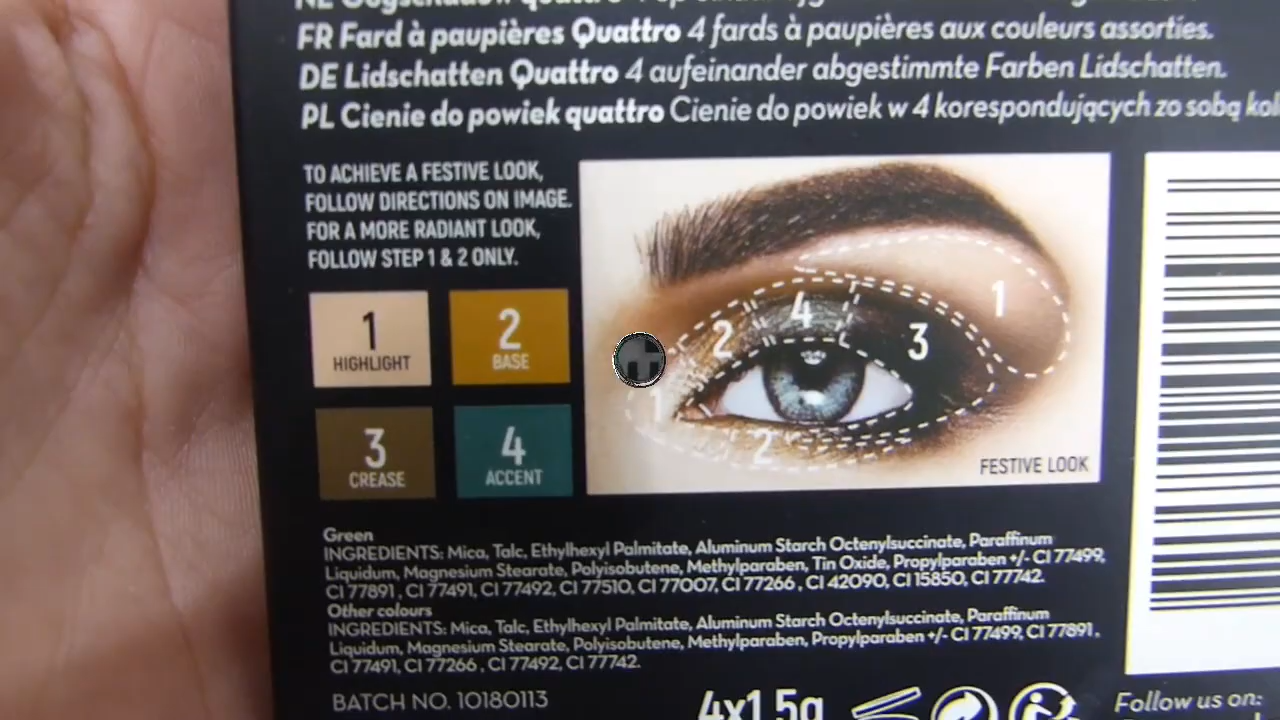 FR Fard à paupières Quattro 4 fards à paupières aux couleurs assorties.
DE Lidschatten Quattro 4 aufeinander abgestimmte Farben Lidschatten.
PL Cienie do powiek quattro Cienie do powiek w 4 korespondujących zo sobą
TO ACHIEVE A FESTIVE LOOK,
FOLLOW DIRECTIONS ON IMAGE.
FOR A MORE RADIANT LOOK,
FOLLOW STEP 1 & 2 ONLY.
1
HIGHLIGHT
2
BASE
3
CREASE
4
ACCENT
1
2
4
3
1
2
FESTIVE LOOK
Green
INGREDIENTS: Mica, Talc, Ethylhexyl Palmitate, Aluminum Starch Octenylsuccinate, Paraffinum
Liquidum, Magnesium Stearate, Polyisobutene, Methylparaben, Tin Oxide, Propylparaben +/- CI 77499,
CI 77891 , CI 77491, CI 77492, CI 77510, CI 77007, CI 77266 , CI 42090, CI 15850, CI 77742.
Other colours
INGREDIENTS: Mica, Talc, Ethylhexyl Palmitate, Aluminum Starch Octenylsuccinate, Paraffinum
Liquidum, Magnesium Stearate, Polyisobutene, Methylparaben, Propylparaben +/- CI 77499, CI 77891 ,
CI 77491, CI 77266 , CI 77492, CI 77742.
BATCH NO. 10180113
4x1.5g
Follow us on: